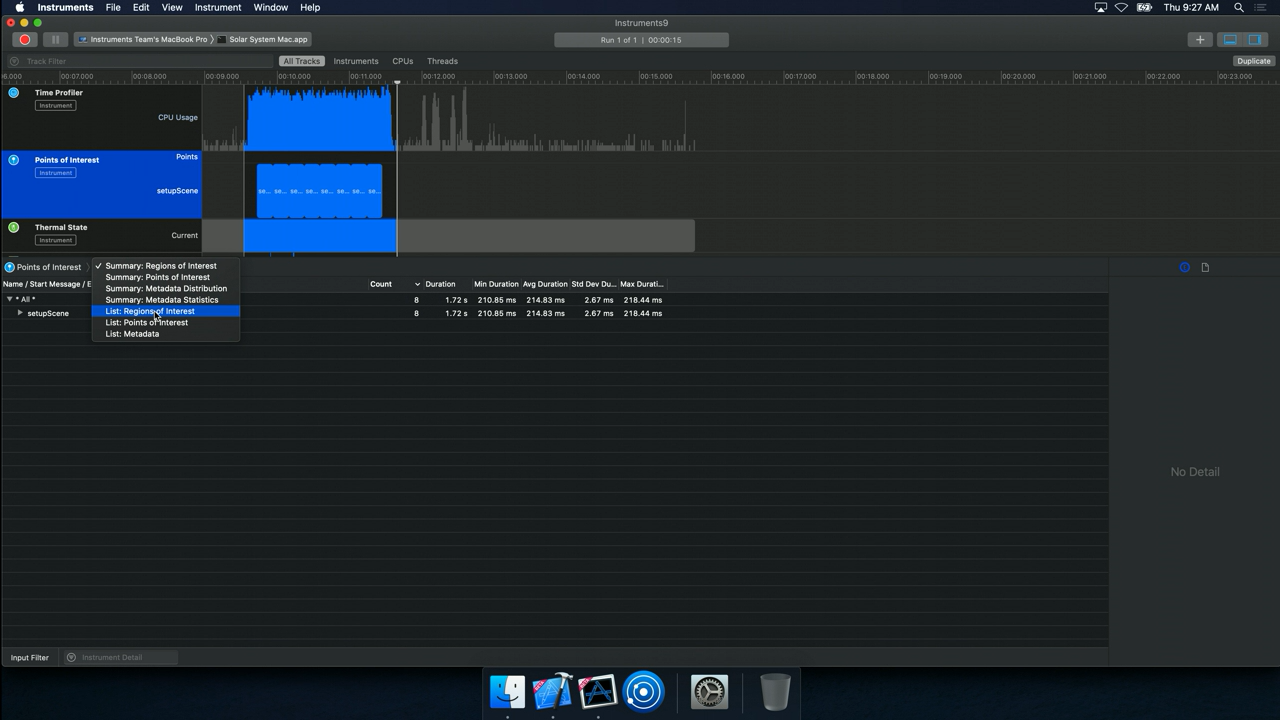 Instruments File Edit View Instrument Window Help Thu 9:27 AM
Instruments9
Instruments Team's MacBook Pro Solar System Mac.app Run 1 of 1 | 00:00:15
Track Filter All Tracks Instruments CPUs Threads Duplicate
00:07.000 00:08.000 00:09.000 00:10.000 00:11.000 00:12.000 00:13.000 00:14.000 00:15.000 00:16.000 00:17.000 00:18.000 00:19.000 00:20.000 00:21.000 00:22.000 00:23.000
Time Profiler
Instrument
CPU Usage
Points of Interest Points
Instrument
setupScene se... se... se... se... se... se... se... se...
Thermal State
Instrument Current
Points of Interest
✓ Summary: Regions of Interest
Summary: Points of Interest
Summary: Metadata Distribution
Summary: Metadata Statistics
List: Regions of Interest
List: Points of Interest
List: Metadata
Name / Start Message / E Count Duration Min Duration Avg Duration Std Dev Du... Max Durati...
* All * 8 1.72 s 210.85 ms 214.83 ms 2.67 ms 218.44 ms
setupScene 8 1.72 s 210.85 ms 214.83 ms 2.67 ms 218.44 ms
No Detail
Input Filter Instrument Detail